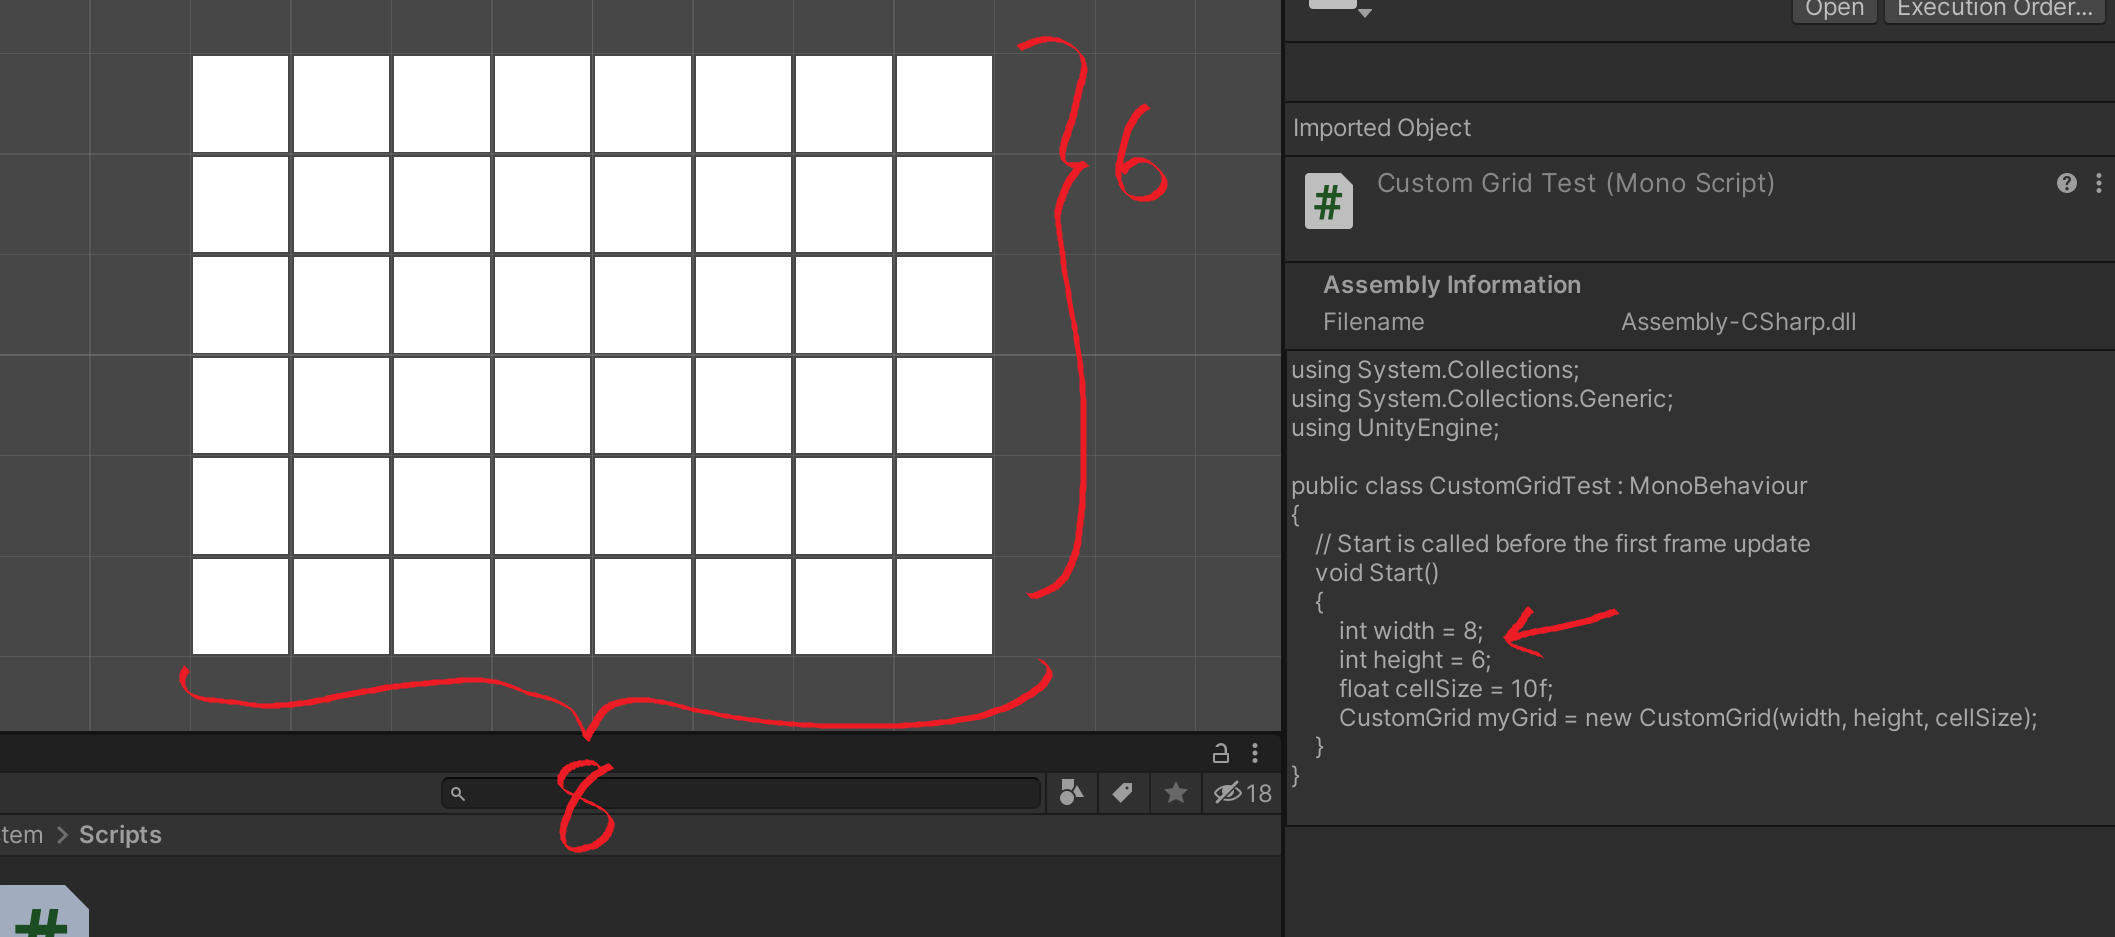 Open
Execution Order...
Imported Object
Custom Grid Test (Mono Script)
Assembly Information
Filename Assembly-CSharp.dll
using System.Collections;
using System.Collections.Generic;
using UnityEngine;
public class CustomGridTest : MonoBehaviour
{
// Start is called before the first frame update
void Start()
{
int width = 8;
int height = 6;
float cellSize = 10f;
CustomGrid myGrid = new CustomGrid(width, height, cellSize);
}
}
6
8
18
tem > Scripts
#
#